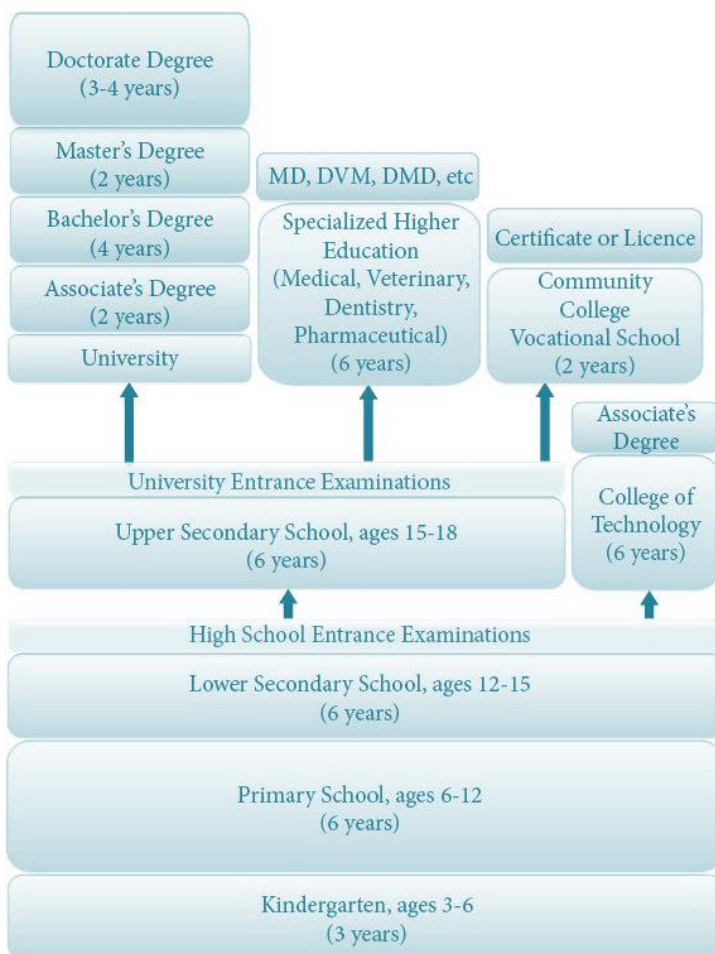 Doctorate Degree
(3-4 years)
Master's Degree
(2 years)
Bachelor's Degree
(4 years)
Associate's Degree
(2 years)
University
MD, DVM, DMD, etc
Specialized Higher
Education
(Medical, Veterinary,
Dentistry,
Pharmaceutical)
(6 years)
Certificate or Licence
Community
College
Vocational School
(2 years)
Associate's
Degree
College of
Technology
(6 years)
University Entrance Examinations
Upper Secondary School, ages 15-18
(6 years)
High School Entrance Examinations
Lower Secondary School, ages 12-15
(6 years)
Primary School, ages 6-12
(6 years)
Kindergarten, ages 3-6
(3 years)